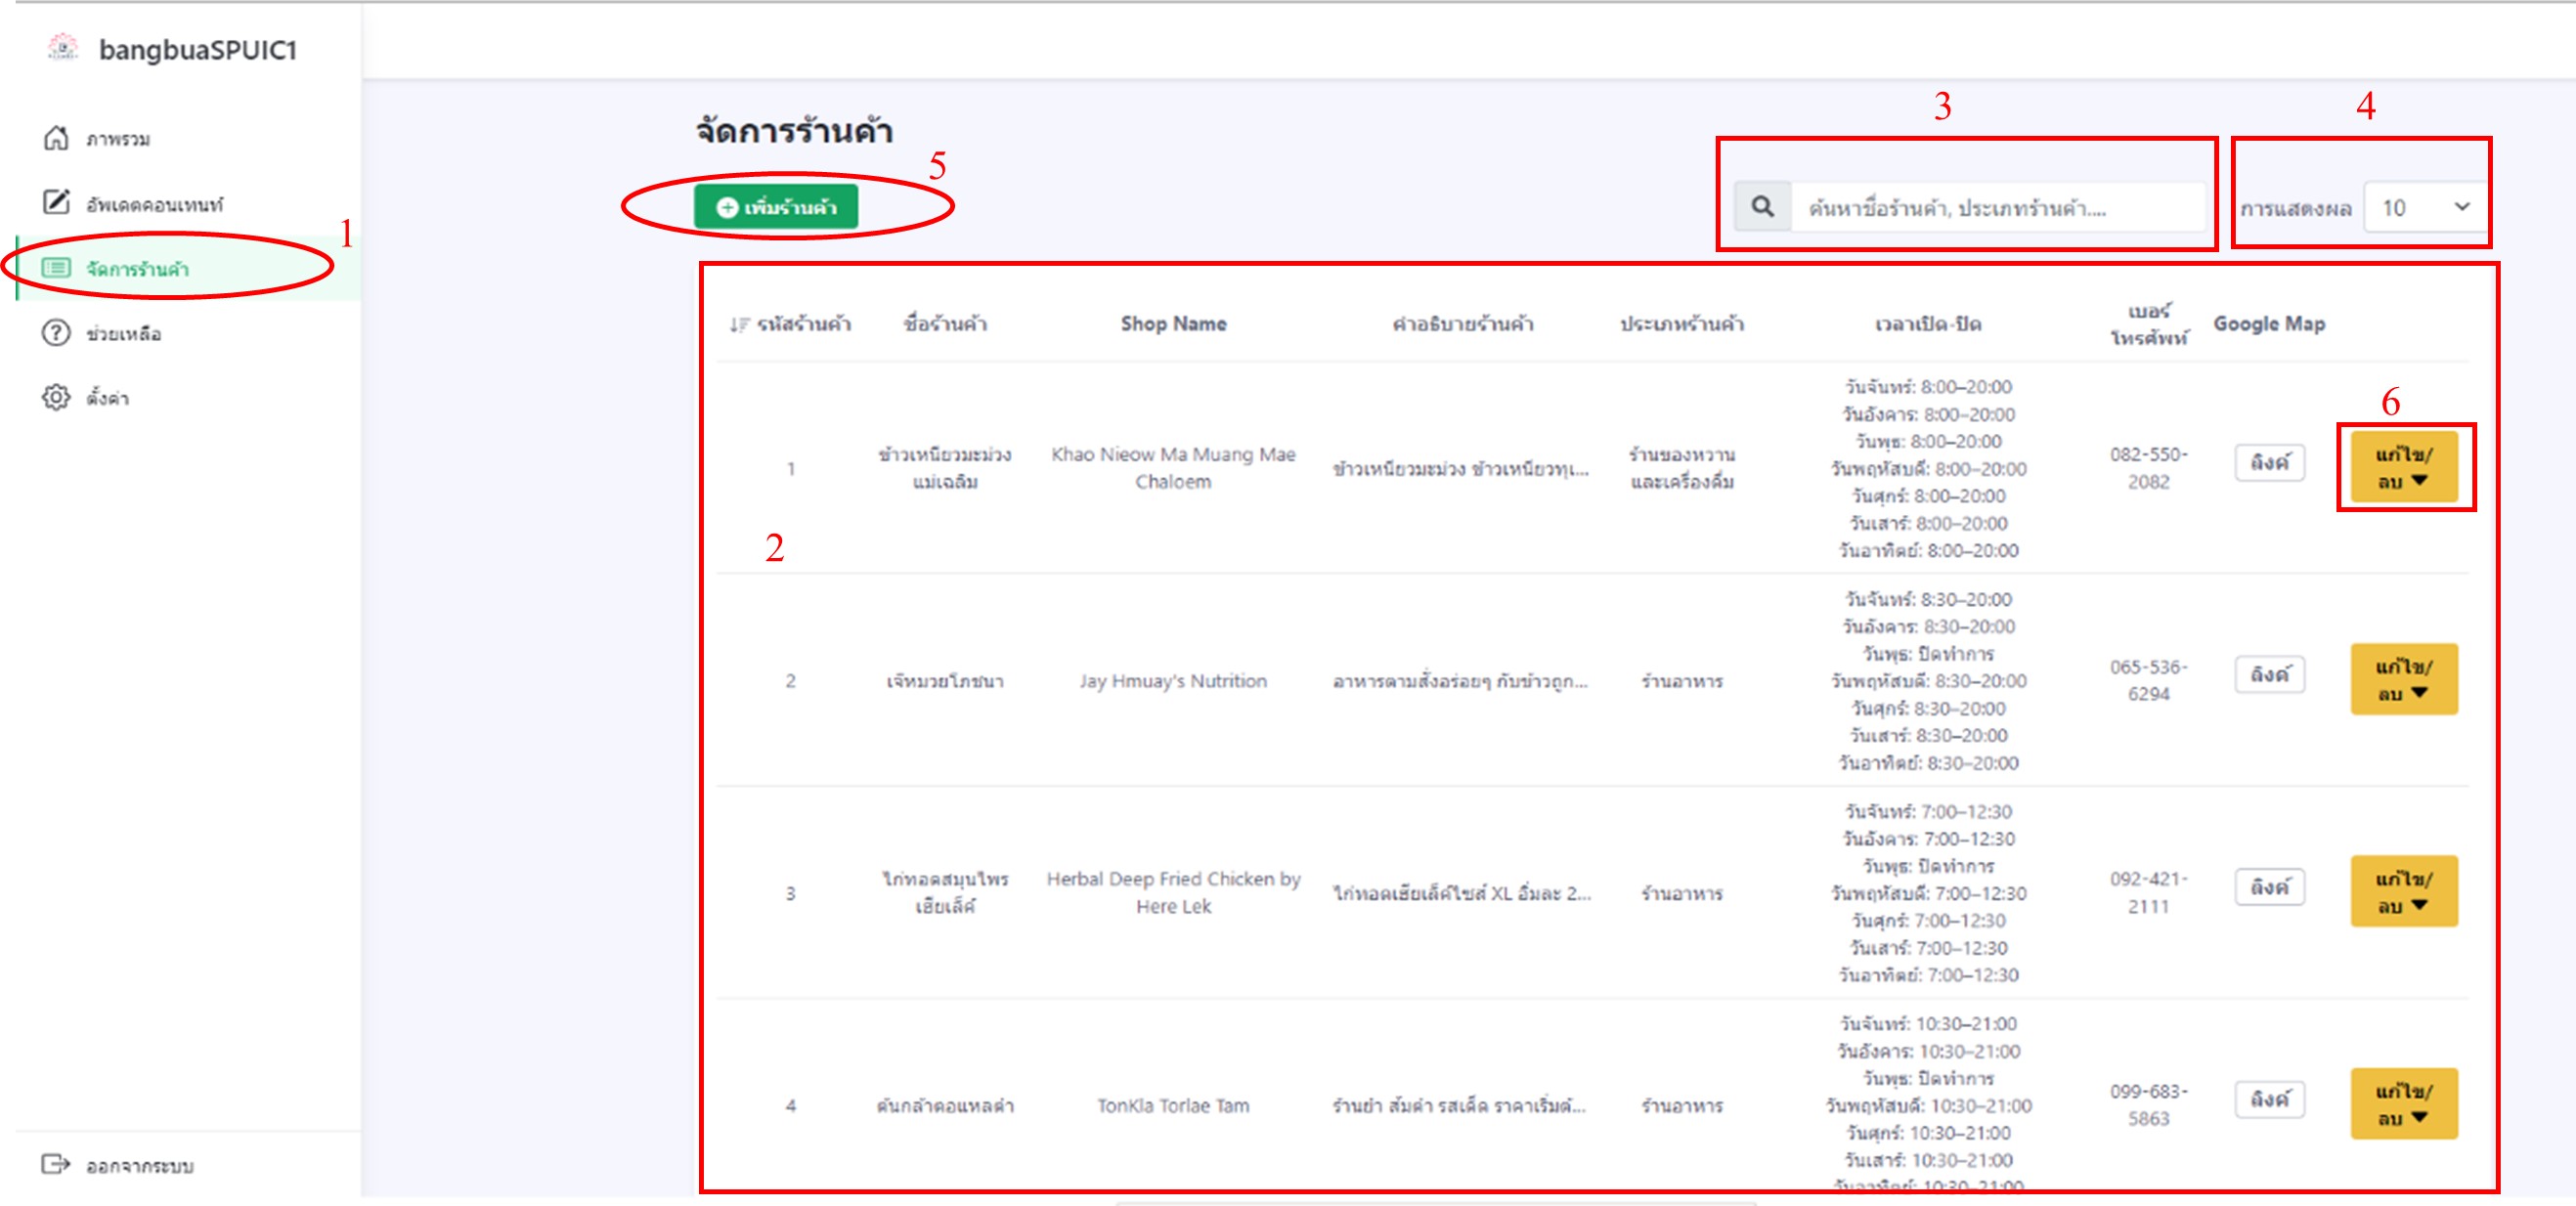 bangbuaSPUIC1
ภาพรวม
อัพเดตคอนเทนท์
1
จัดการร้านค้า
ช่วยเหลือ
ตั้งค่า
ออกจากระบบ
จัดการร้านค้า
5
เพิ่มร้านค้า
3
ค้นหาชื่อร้านค้า, ประเภทร้านค้า....
4
การแสดงผล 10
รหัสร้านค้า ชื่อร้านค้า Shop Name คำอธิบายร้านค้า ประเภทร้านค้า เวลาเปิด-ปิด เบอร์โทรศัพท์ Google Map
2
6
1
ข้าวเหนียวมะม่วง
แม่เฉลิม
Khao Nieow Ma Muang Mae
Chaloem
ข้าวเหนียวมะม่วง ข้าวเหนียวทุเ...
ร้านของหวาน
และเครื่องดื่ม
วันจันทร์: 8:00–20:00
วันอังคาร: 8:00–20:00
วันพุธ: 8:00–20:00
วันพฤหัสบดี: 8:00–20:00
วันศุกร์: 8:00–20:00
วันเสาร์: 8:00–20:00
วันอาทิตย์: 8:00–20:00
082-550-
2082
ลิงค์
แก้ไข/
ลบ
2
เจ๊หมวยโภชนา
Jay Hmuay's Nutrition
อาหารตามสั่งอร่อยๆ กับข้าวถูก...
ร้านอาหาร
วันจันทร์: 8:30–20:00
วันอังคาร: 8:30–20:00
วันพุธ: ปิดทำการ
วันพฤหัสบดี: 8:30–20:00
วันศุกร์: 8:30–20:00
วันเสาร์: 8:30–20:00
วันอาทิตย์: 8:30–20:00
065-536-
6294
ลิงค์
แก้ไข/
ลบ
3
ไก่ทอดสมุนไพร
เฮียเล็ค์
Herbal Deep Fried Chicken by
Here Lek
ไก่ทอดเฮียเล็ค์ไซส์ XL อิ่มละ 2...
ร้านอาหาร
วันจันทร์: 7:00–12:30
วันอังคาร: 7:00–12:30
วันพุธ: ปิดทำการ
วันพฤหัสบดี: 7:00–12:30
วันศุกร์: 7:00–12:30
วันเสาร์: 7:00–12:30
วันอาทิตย์: 7:00–12:30
092-421-
2111
ลิงค์
แก้ไข/
ลบ
4
ต้นกล้าตอแหลตำ
TonKla Torlae Tam
ร้านยำ ส้มตำ รสเด็ด ราคาเริ่มต้...
ร้านอาหาร
วันจันทร์: 10:30–21:00
วันอังคาร: 10:30–21:00
วันพุธ: ปิดทำการ
วันพฤหัสบดี: 10:30–21:00
วันศุกร์: 10:30–21:00
วันเสาร์: 10:30–21:00
วันอาทิตย์: 10:30–21:00
099-683-
5863
ลิงค์
แก้ไข/
ลบ